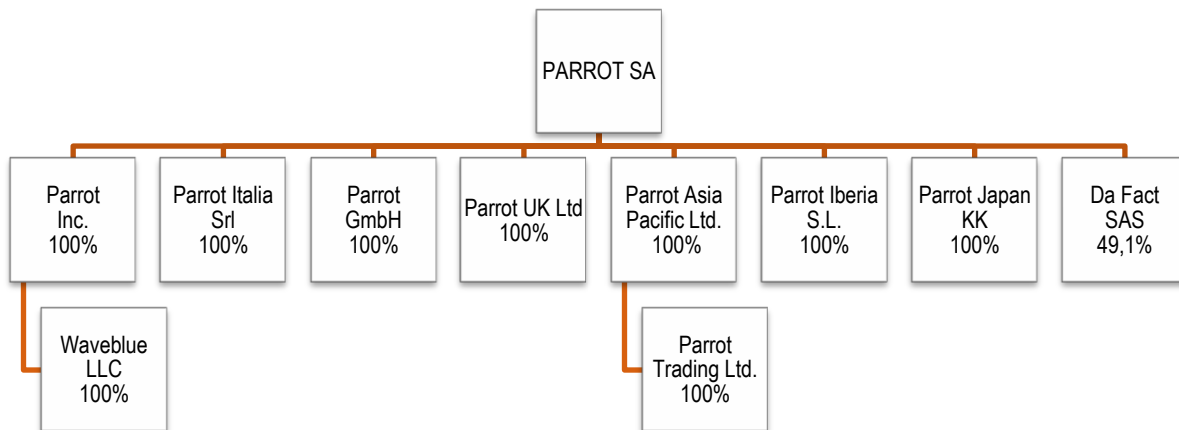 PARROT SA
Parrot
Inc.
100%
Parrot Italia
Srl
100%
Parrot
GmbH
100%
Parrot UK Ltd
100%
Parrot Asia
Pacific Ltd.
100%
Parrot Iberia
S.L.
100%
Parrot Japan
KK
100%
Da Fact
SAS
49,1%
Waveblue
LLC
100%
Parrot
Trading Ltd.
100%